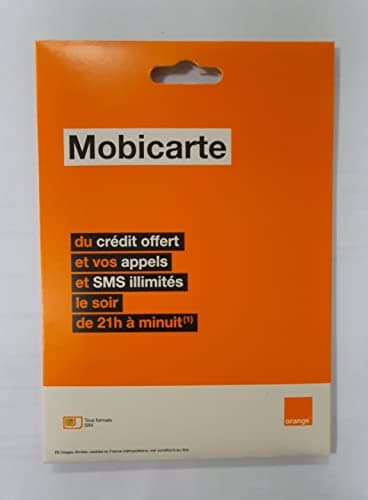 Mobicarte
du crédit offert
et vos appels
et SMS illimités
le soir
de 21h à minuit(1)
Tous formats
SIM
orange